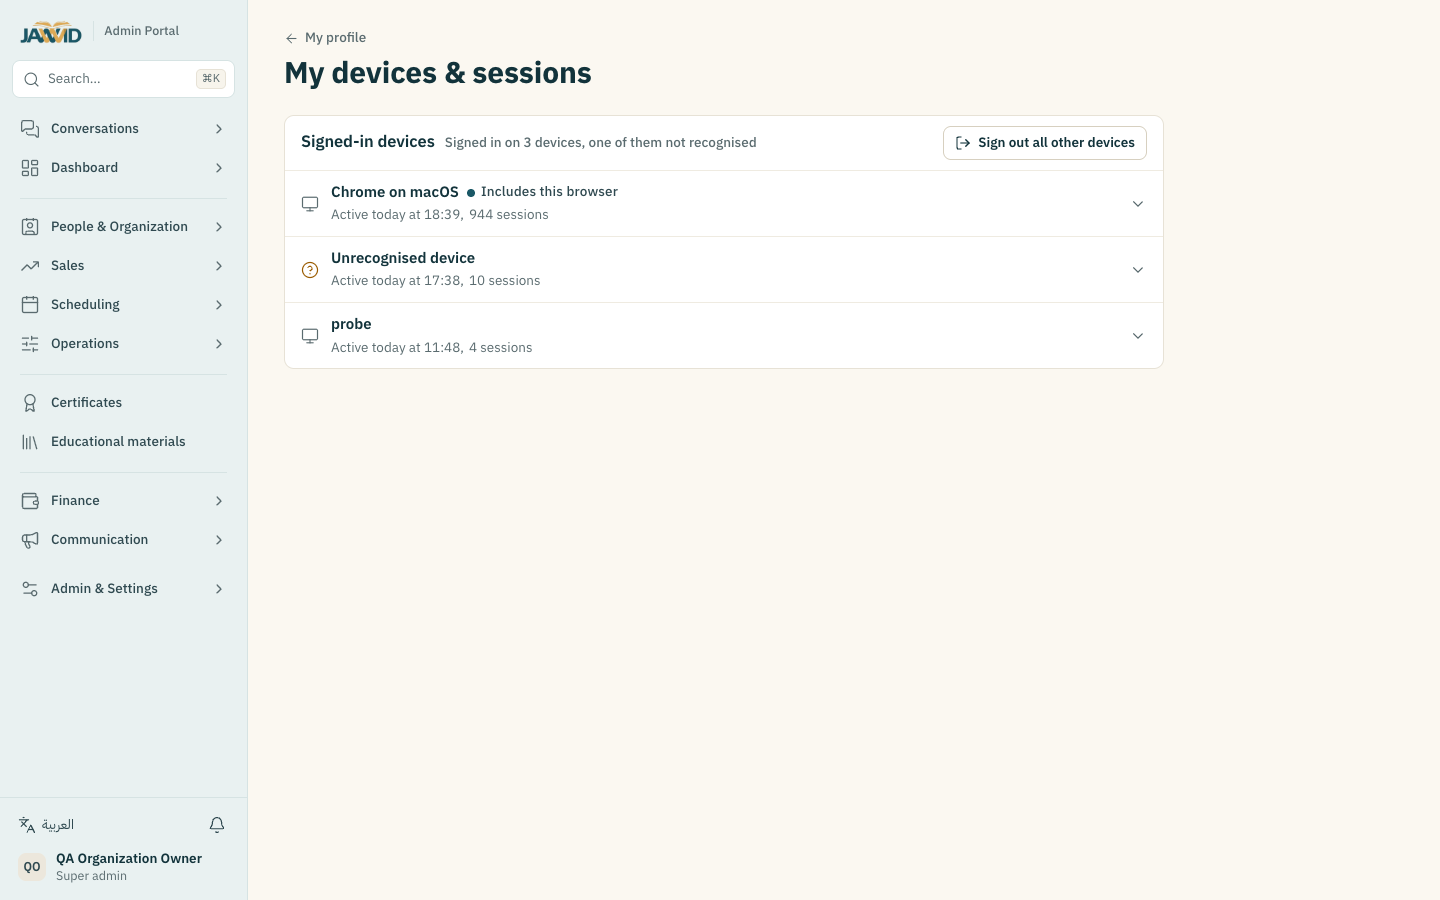 JAWID
Admin Portal
Search...
⌘K
Conversations
Dashboard
People & Organization
Sales
Scheduling
Operations
Certificates
Educational materials
Finance
Communication
Admin & Settings
العربية
QO
QA Organization Owner
Super admin
My profile
My devices & sessions
Signed-in devices Signed in on 3 devices, one of them not recognised
Sign out all other devices
Chrome on macOS Includes this browser
Active today at 18:39, 944 sessions
Unrecognised device
Active today at 17:38, 10 sessions
probe
Active today at 11:48, 4 sessions